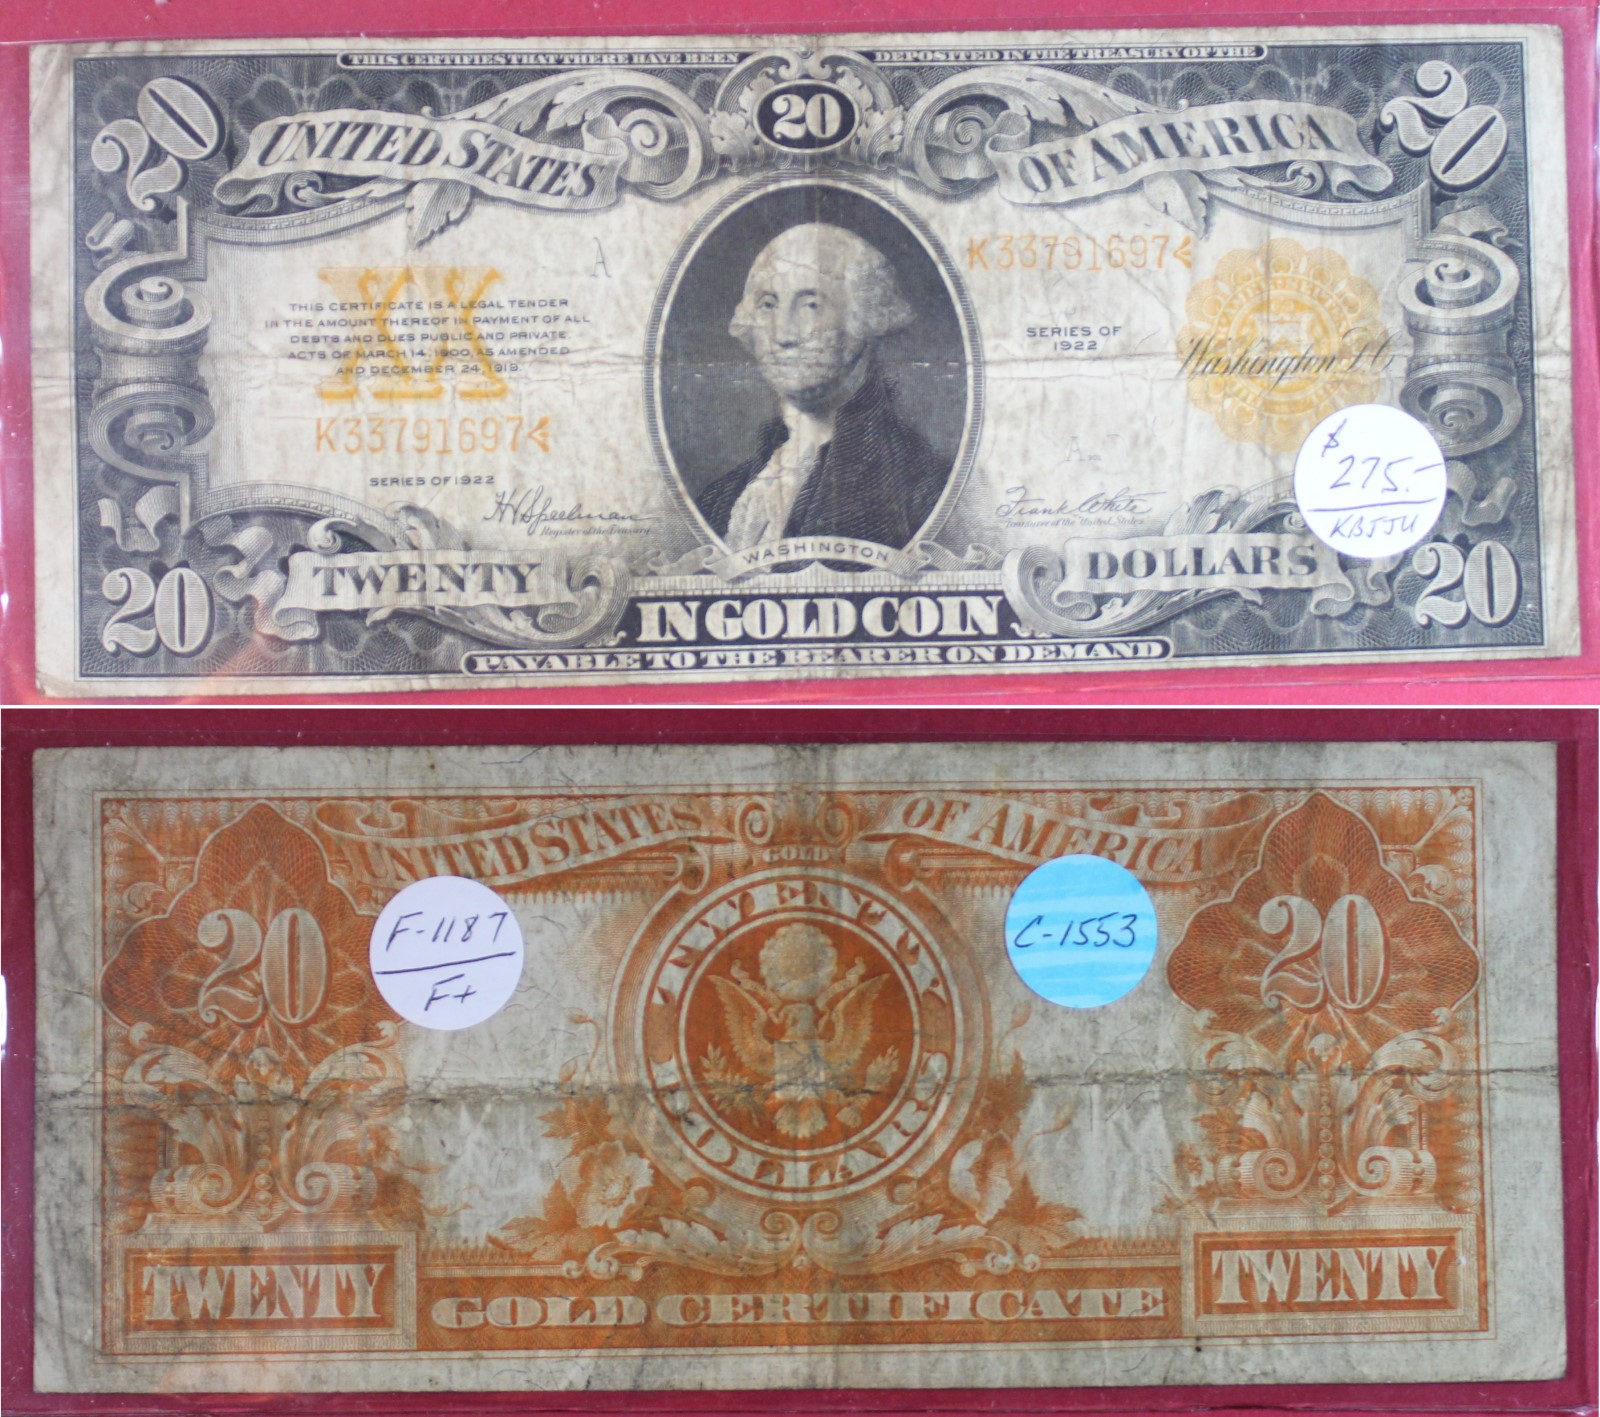 THIS CERTIFIES THAT THERE HAVE BEEN DEPOSITED IN THE TREASURY OF THE
20 20 20
UNITED STATES OF AMERICA
A
K33791697
THIS CERTIFICATE IS A LEGAL TENDER
IN THE AMOUNT THEREOF IN PAYMENT OF ALL
DEBTS AND DUES PUBLIC AND PRIVATE.
ACTS OF MARCH 14, 1900, AS AMENDED
AND DECEMBER 24, 1919.
XX
SERIES OF
1922
Washington D.C.
K33791697
SERIES OF 1922
H V Speelman
Register of the Treasury
A
Frank White
Treasurer of the United States
$
275.-
KBJJU
WASHINGTON
TWENTY DOLLARS
20 20
IN GOLD COIN
PAYABLE TO THE BEARER ON DEMAND
UNITED STATES OF AMERICA
GOLD
20 20
F-1187
F+
C-1553
TWENTY
DOLLARS
TWENTY TWENTY
GOLD CERTIFICATE